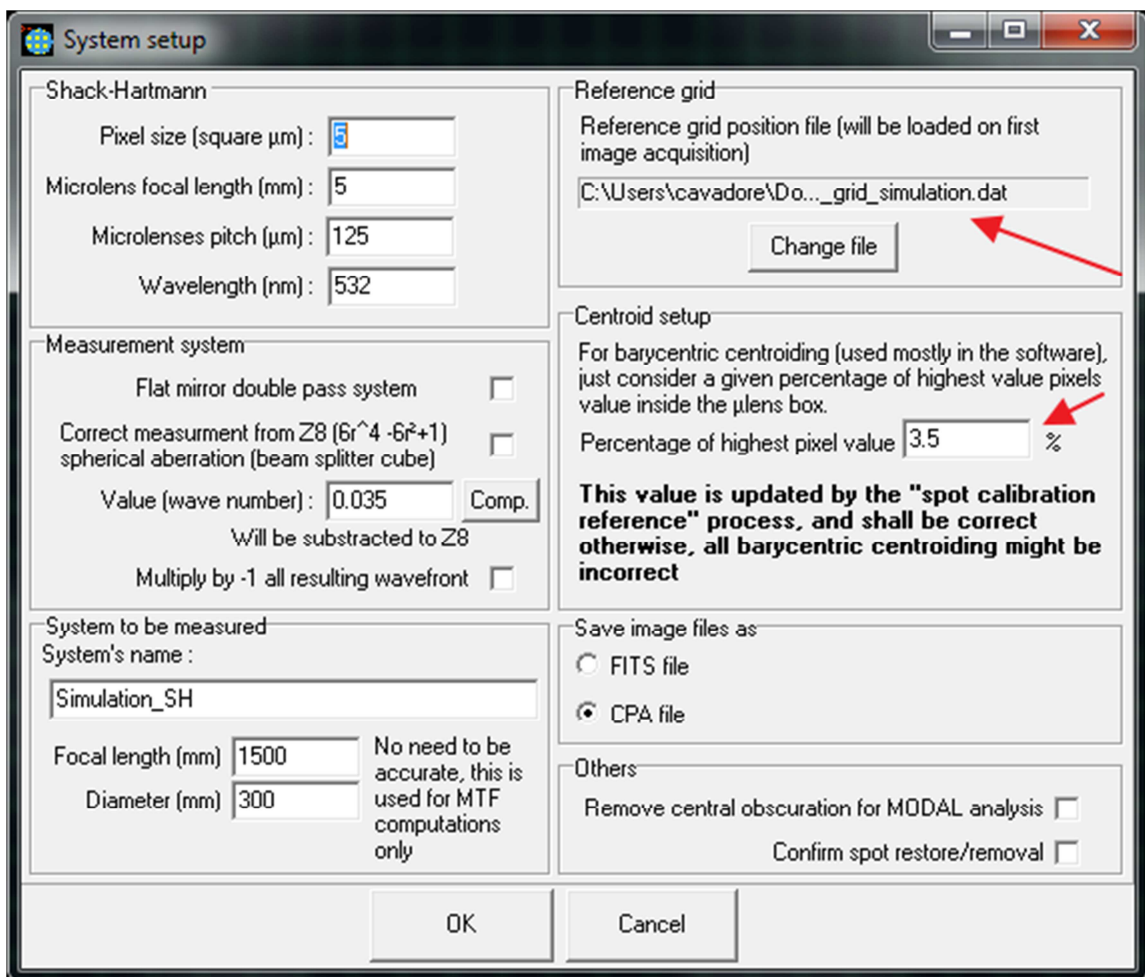 System setup
Shack-Hartmann
Pixel size (square µm) : 5
Microlens focal length (mm) : 5
Microlenses pitch (µm) : 125
Wavelength (nm) : 532
Measurement system
Flat mirror double pass system
Correct measurment from Z8 (6r^4 -6r²+1)
spherical aberration (beam splitter cube)
Value (wave number) : 0.035 Comp.
Will be substracted to Z8
Multiply by -1 all resulting wavefront
System to be measured
System's name :
Simulation_SH
Focal length (mm) 1500
Diameter (mm) 300
No need to be
accurate, this is
used for MTF
computations
only
Reference grid
Reference grid position file (will be loaded on first
image acquisition)
C:\Users\cavadore\Do..._grid_simulation.dat
Change file
Centroid setup
For barycentric centroiding (used mostly in the software),
just consider a given percentage of highest value pixels
value inside the µlens box.
Percentage of highest pixel value 3.5 %
This value is updated by the "spot calibration
reference" process, and shall be correct
otherwise, all barycentric centroiding might be
incorrect
Save image files as
FITS file
CPA file
Others
Remove central obscuration for MODAL analysis
Confirm spot restore/removal
OK
Cancel